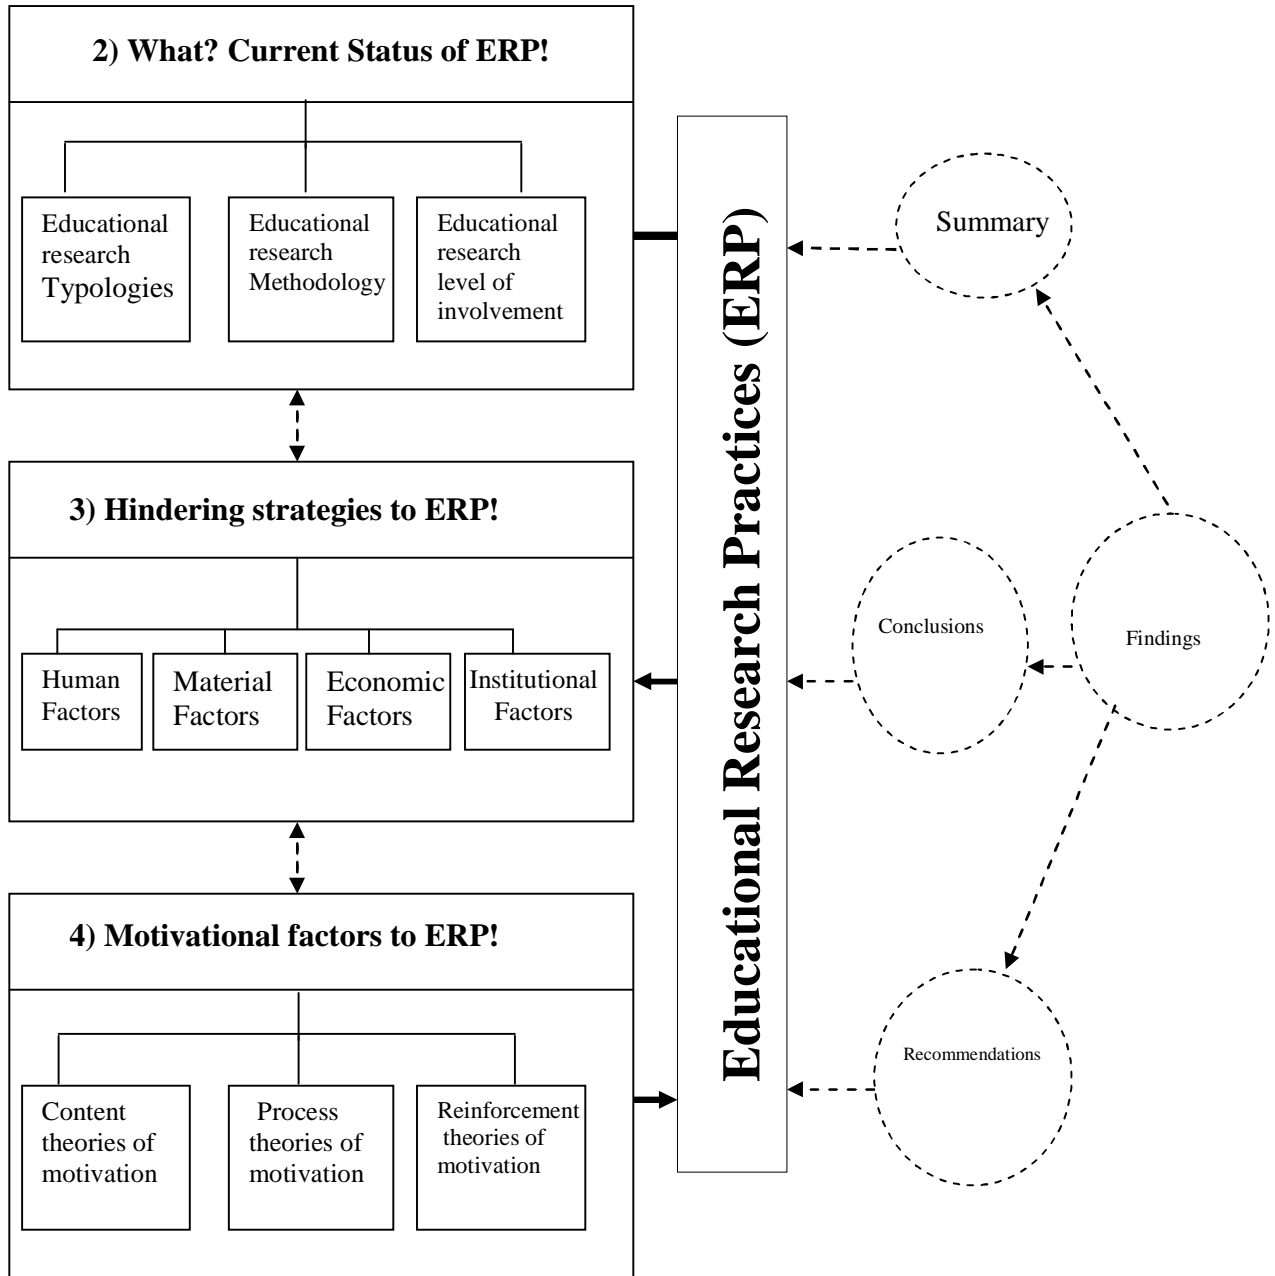 2) What? Current Status of ERP!
Educational
research
Typologies
Educational
research
Methodology
Educational
research
level of
involvement
3) Hindering strategies to ERP!
Human
Factors
Material
Factors
Economic
Factors
Institutional
Factors
4) Motivational factors to ERP!
Content
theories of
motivation
Process
theories of
motivation
Reinforcement
theories of
motivation
Educational Research Practices (ERP)
Summary
Conclusions
Findings
Recommendations